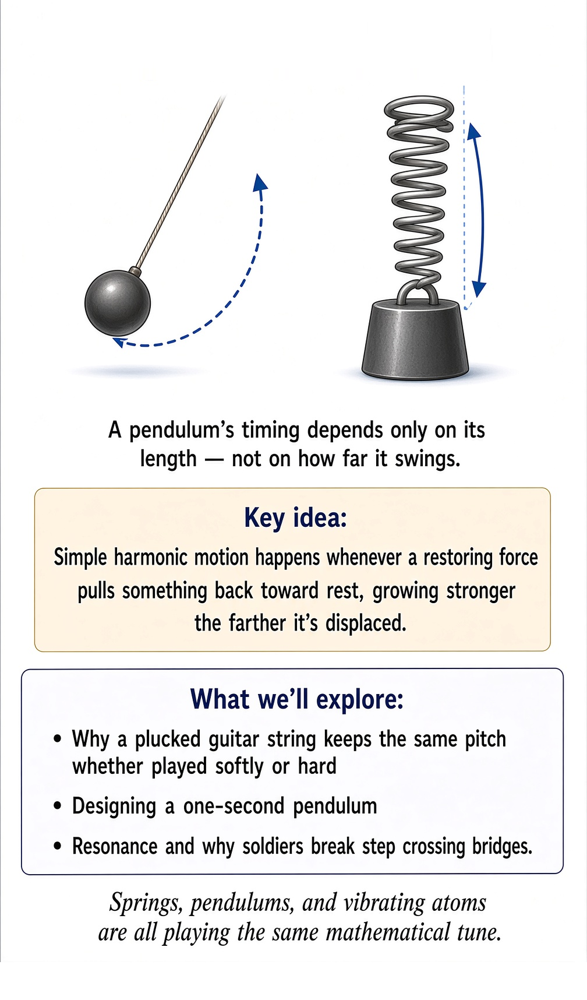 A pendulum’s timing depends only on its
length — not on how far it swings.
Key idea:
Simple harmonic motion happens whenever a restoring force
pulls something back toward rest, growing stronger
the farther it’s displaced.
What we’ll explore:
• Why a plucked guitar string keeps the same pitch
whether played softly or hard
• Designing a one-second pendulum
• Resonance and why soldiers break step crossing bridges.
Springs, pendulums, and vibrating atoms
are all playing the same mathematical tune.